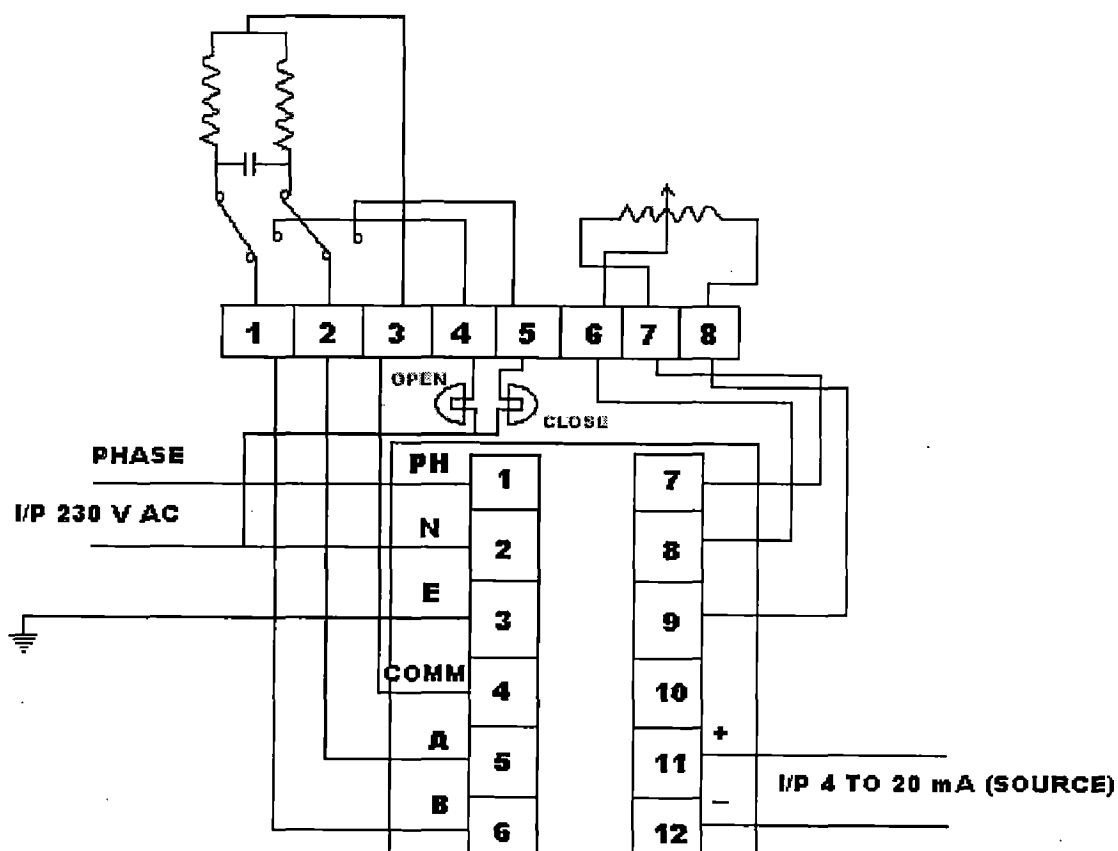 1 2 3 4 5 6 7 8
OPEN
CLOSE
PHASE
I/P 230 V AC
PH 1
N 2
E 3
COMM 4
A 5
B 6
7
8
9
10
11 +
12 –
I/P 4 TO 20 mA (SOURCE)